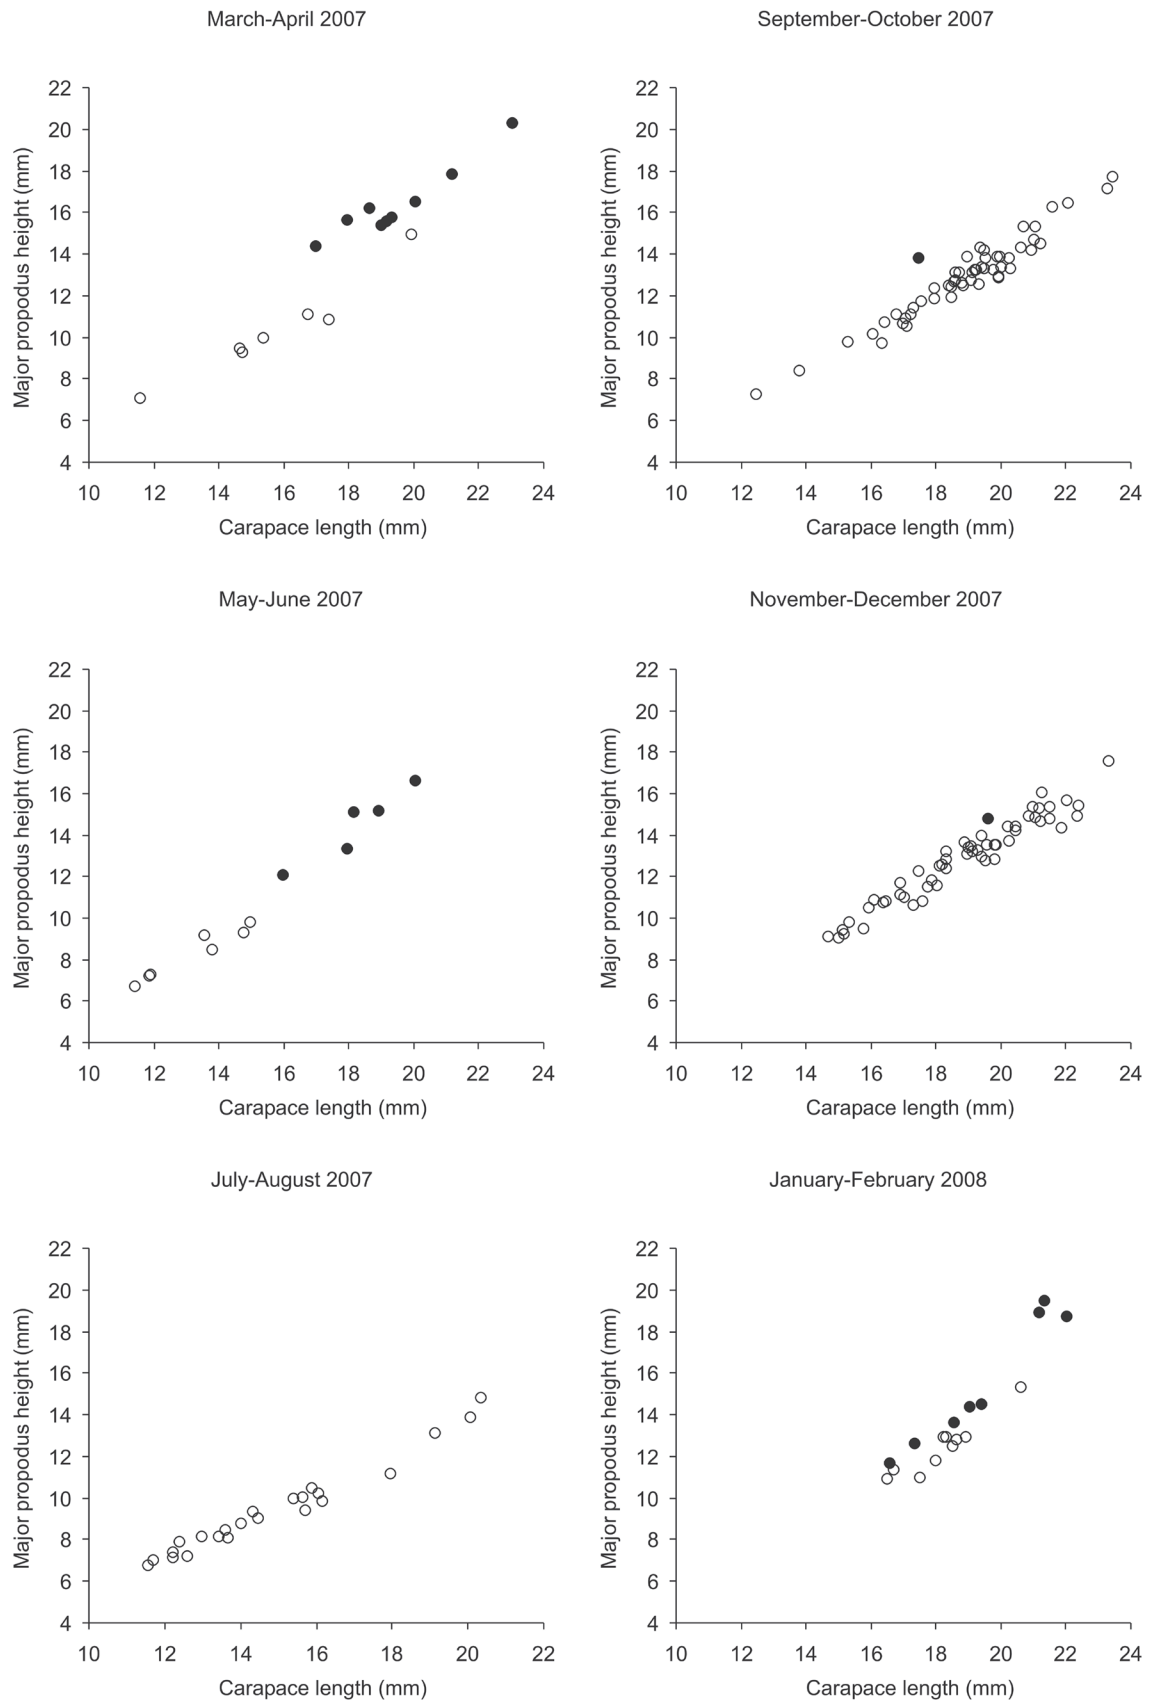 March-April 2007
22
20
18
16
14
12
10
8
6
4
10 12 14 16 18 20 22 24
Major propodus height (mm)
Carapace length (mm)
September-October 2007
22
20
18
16
14
12
10
8
6
4
10 12 14 16 18 20 22 24
Major propodus height (mm)
Carapace length (mm)
May-June 2007
22
20
18
16
14
12
10
8
6
4
10 12 14 16 18 20 22 24
Major propodus height (mm)
Carapace length (mm)
November-December 2007
22
20
18
16
14
12
10
8
6
4
10 12 14 16 18 20 22 24
Major propodus height (mm)
Carapace length (mm)
July-August 2007
22
20
18
16
14
12
10
8
6
4
10 12 14 16 18 20 22
Major propodus height (mm)
Carapace length (mm)
January-February 2008
22
20
18
16
14
12
10
8
6
4
10 12 14 16 18 20 22 24
Major propodus height (mm)
Carapace length (mm)